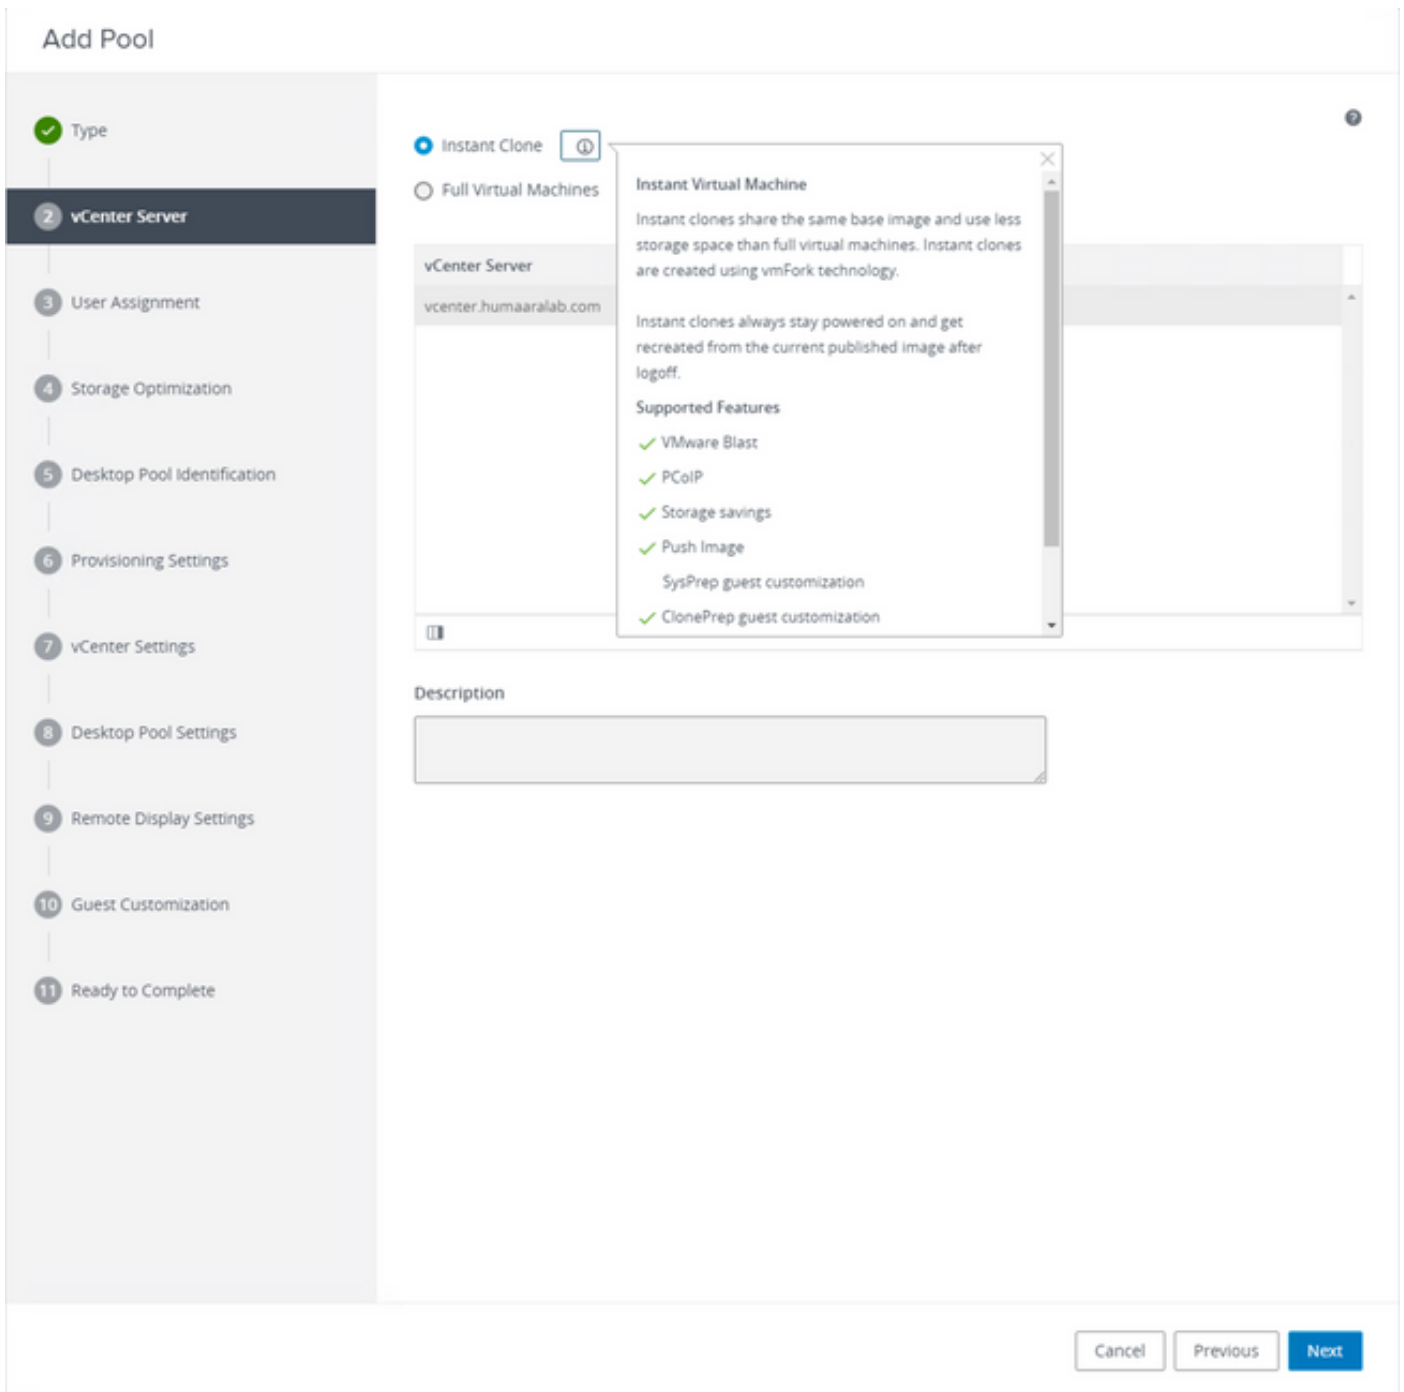 Add Pool
Type
2 vCenter Server
3 User Assignment
4 Storage Optimization
5 Desktop Pool Identification
6 Provisioning Settings
7 vCenter Settings
8 Desktop Pool Settings
9 Remote Display Settings
10 Guest Customization
11 Ready to Complete
Instant Clone
Full Virtual Machines
vCenter Server
vcenter.humaaralab.com
Instant Virtual Machine
Instant clones share the same base image and use less
storage space than full virtual machines. Instant clones
are created using vmFork technology.
Instant clones always stay powered on and get
recreated from the current published image after
logoff.
Supported Features
VMware Blast
PCoIP
Storage savings
Push Image
SysPrep guest customization
ClonePrep guest customization
Description
Cancel
Previous
Next